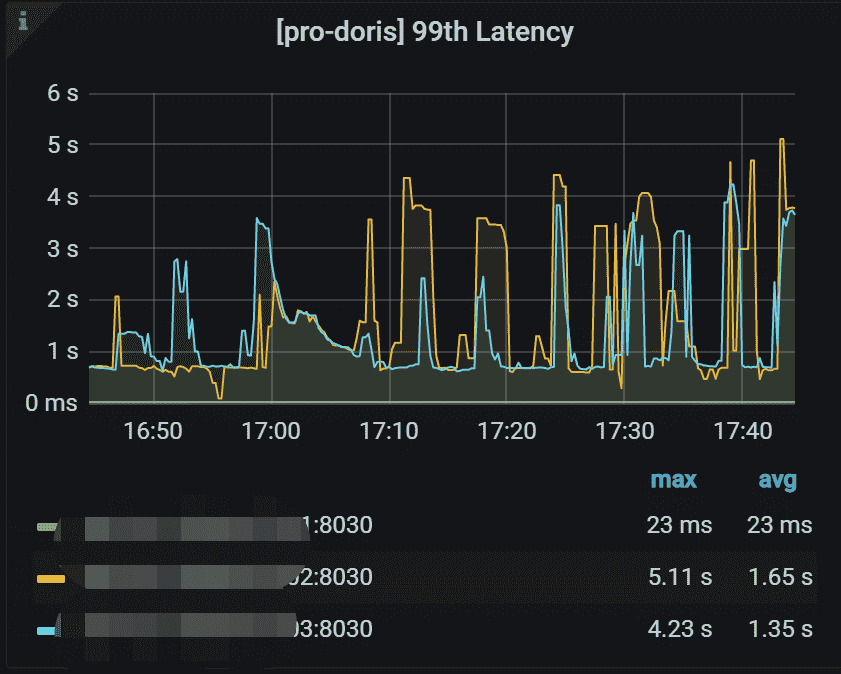 i
[pro-doris] 99th Latency
6 s
5 s
4 s
3 s
2 s
1 s
0 ms
16:50 17:00 17:10 17:20 17:30 17:40
max avg
1:8030 23 ms 23 ms
02:8030 5.11 s 1.65 s
03:8030 4.23 s 1.35 s